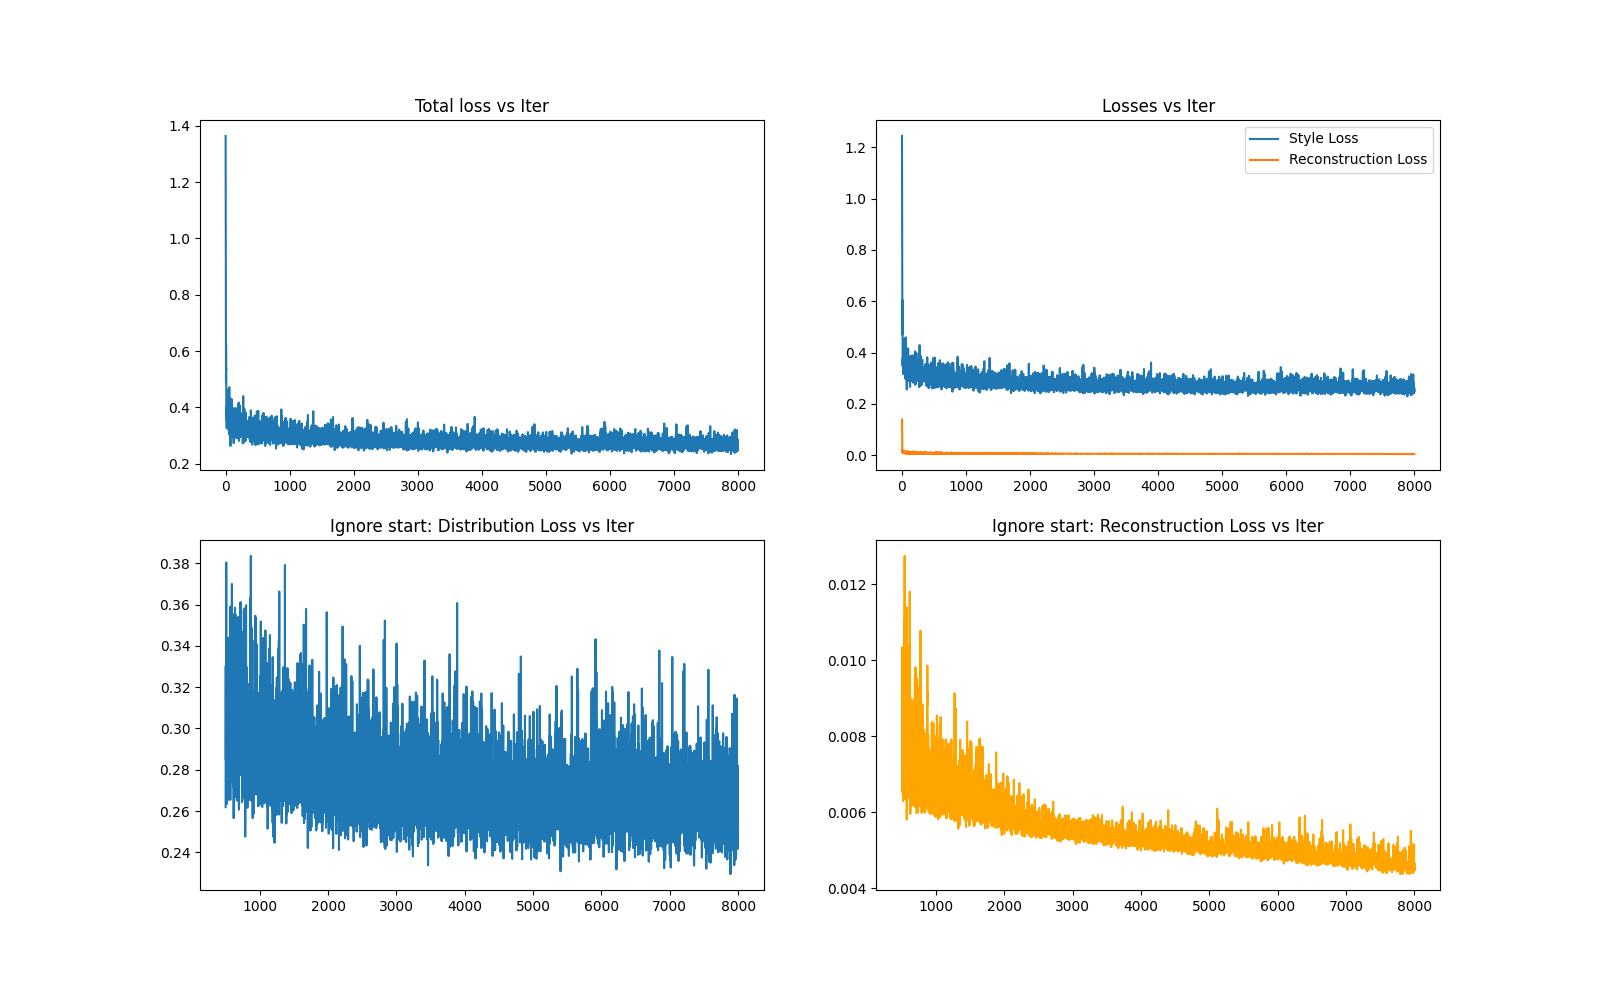 Total loss vs Iter
1.4
1.2
1.0
0.8
0.6
0.4
0.2
0 1000 2000 3000 4000 5000 6000 7000 8000
Losses vs Iter
Style Loss
Reconstruction Loss
1.2
1.0
0.8
0.6
0.4
0.2
0.0
0 1000 2000 3000 4000 5000 6000 7000 8000
Ignore start: Distribution Loss vs Iter
0.38
0.36
0.34
0.32
0.30
0.28
0.26
0.24
1000 2000 3000 4000 5000 6000 7000 8000
Ignore start: Reconstruction Loss vs Iter
0.012
0.010
0.008
0.006
0.004
1000 2000 3000 4000 5000 6000 7000 8000